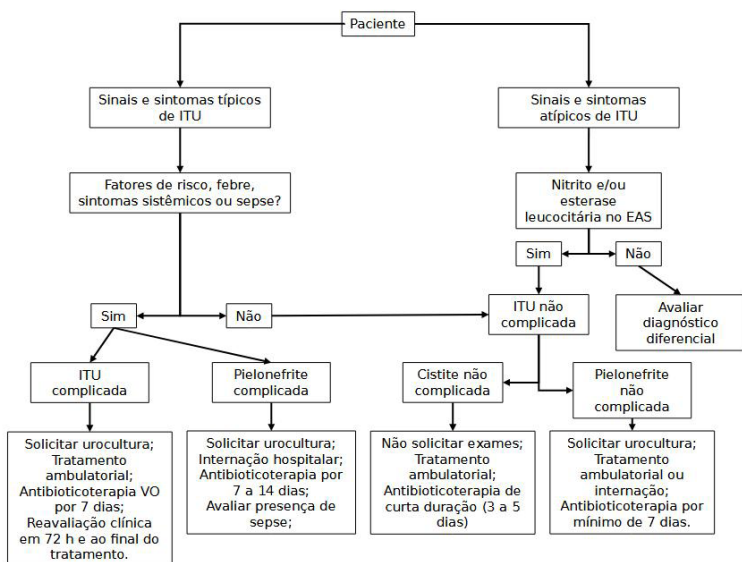 Paciente
Sinais e sintomas típicos
de ITU
Sinais e sintomas
atípicos de ITU
Fatores de risco, febre,
sintomas sistêmicos ou sepse?
Nitrito e/ou
esterase
leucocitária no EAS
Sim
Não
Sim
Não
ITU não
complicada
Avaliar
diagnóstico
diferencial
ITU
complicada
Pielonefrite
complicada
Cistite não
complicada
Pielonefrite
não
complicada
Solicitar urocultura;
Tratamento
ambulatorial;
Antibioticoterapia VO
por 7 dias;
Reavaliação clínica
em 72 h e ao final do
tratamento.
Solicitar urocultura;
Internação hospitalar;
Antibioticoterapia por
7 a 14 dias;
Avaliar presença de
sepse;
Não solicitar exames;
Tratamento
ambulatorial;
Antibioticoterapia de
curta duração (3 a 5
dias)
Solicitar urocultura;
Tratamento
ambulatorial ou
internação;
Antibioticoterapia por
mínimo de 7 dias.